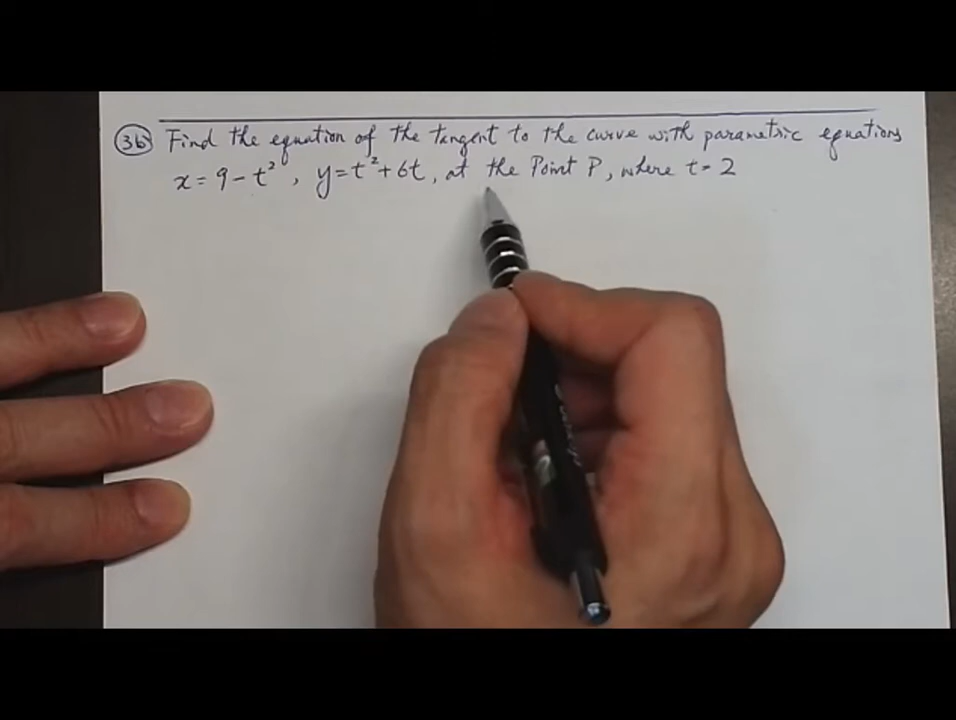 36 Find the equation of the tangent to the curve with parametric equations
x = 9 - t², y = t² + 6t, at the Point P, where t = 2